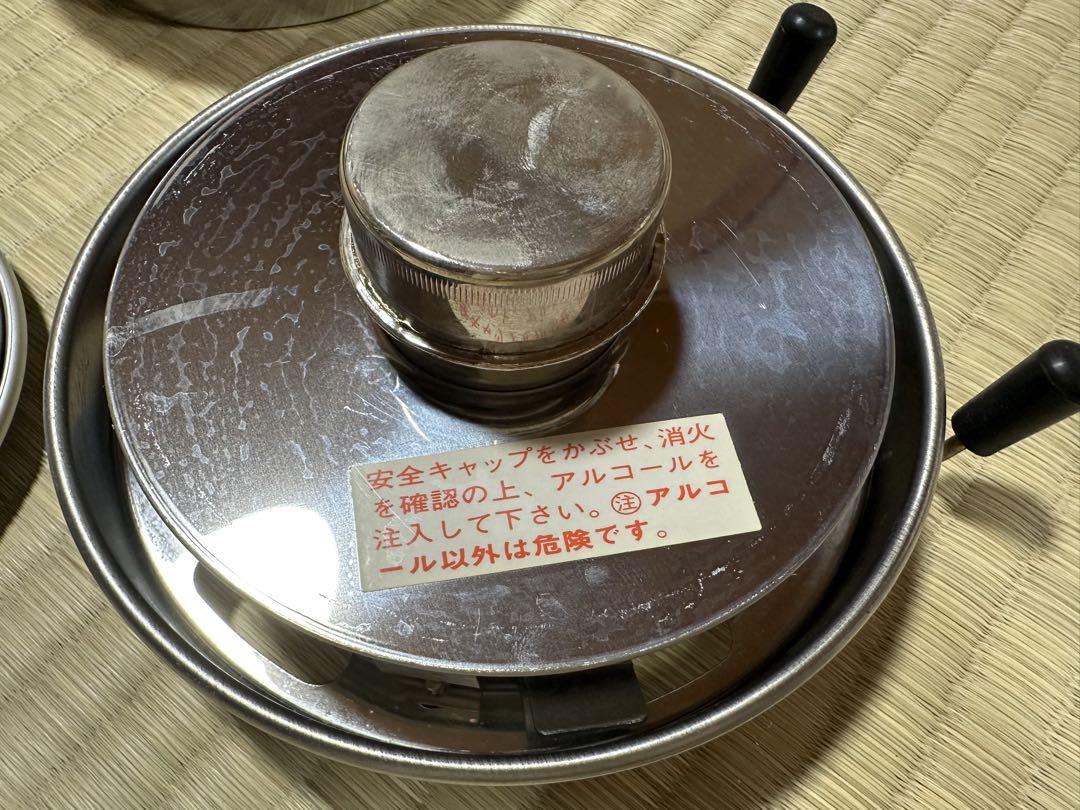 安全キャップをかぶせ、消火
を確認の上、アルコールを
注入して下さい。㊟アルコ
ール以外は危険です。